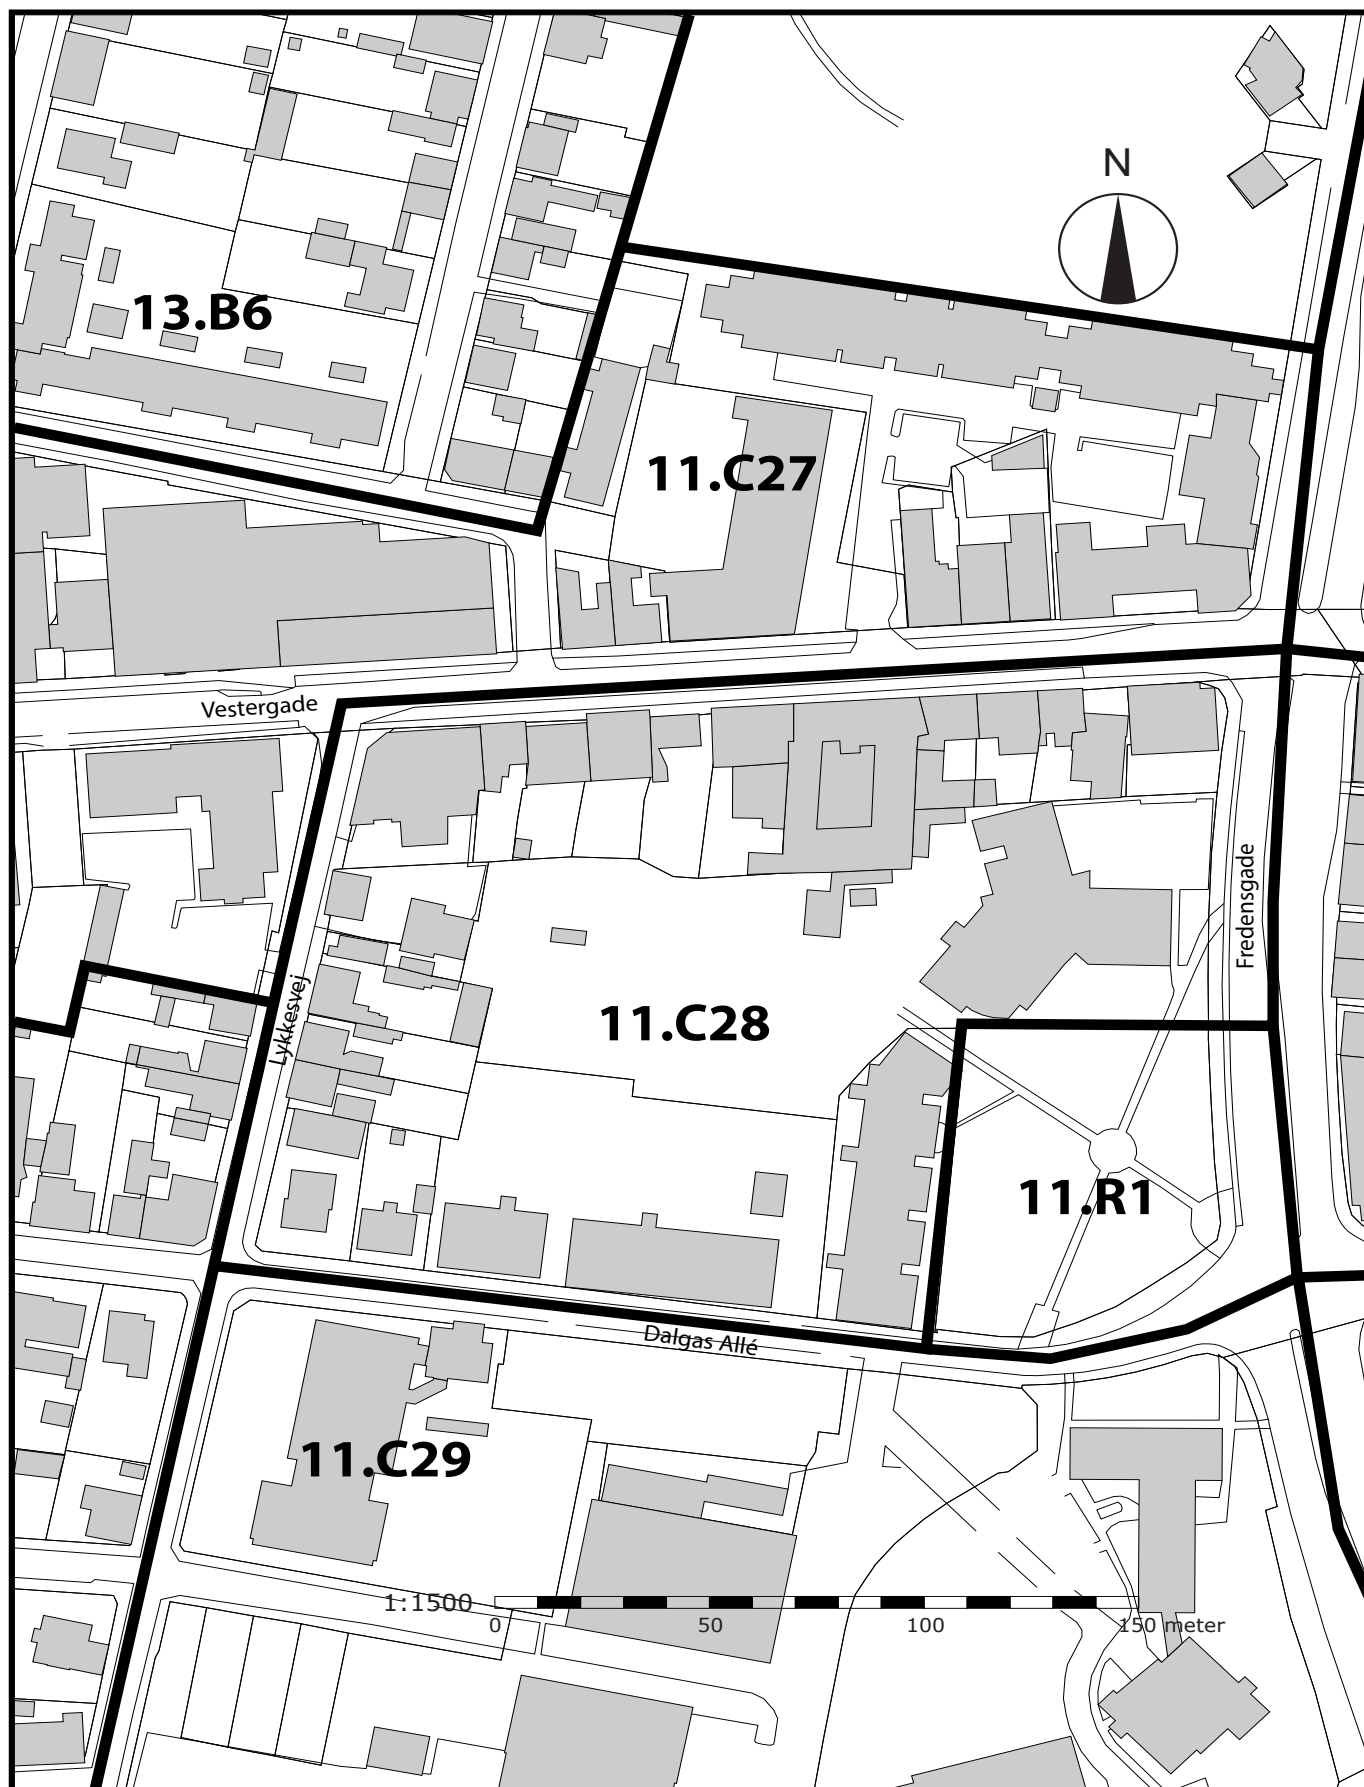 N
13.B6
11.C27
Vestergade
Fredensgade
Lykkesvej
11.C28
11.R1
Dalgas Allé
11.C29
1:1500
0 50 100 150 meter